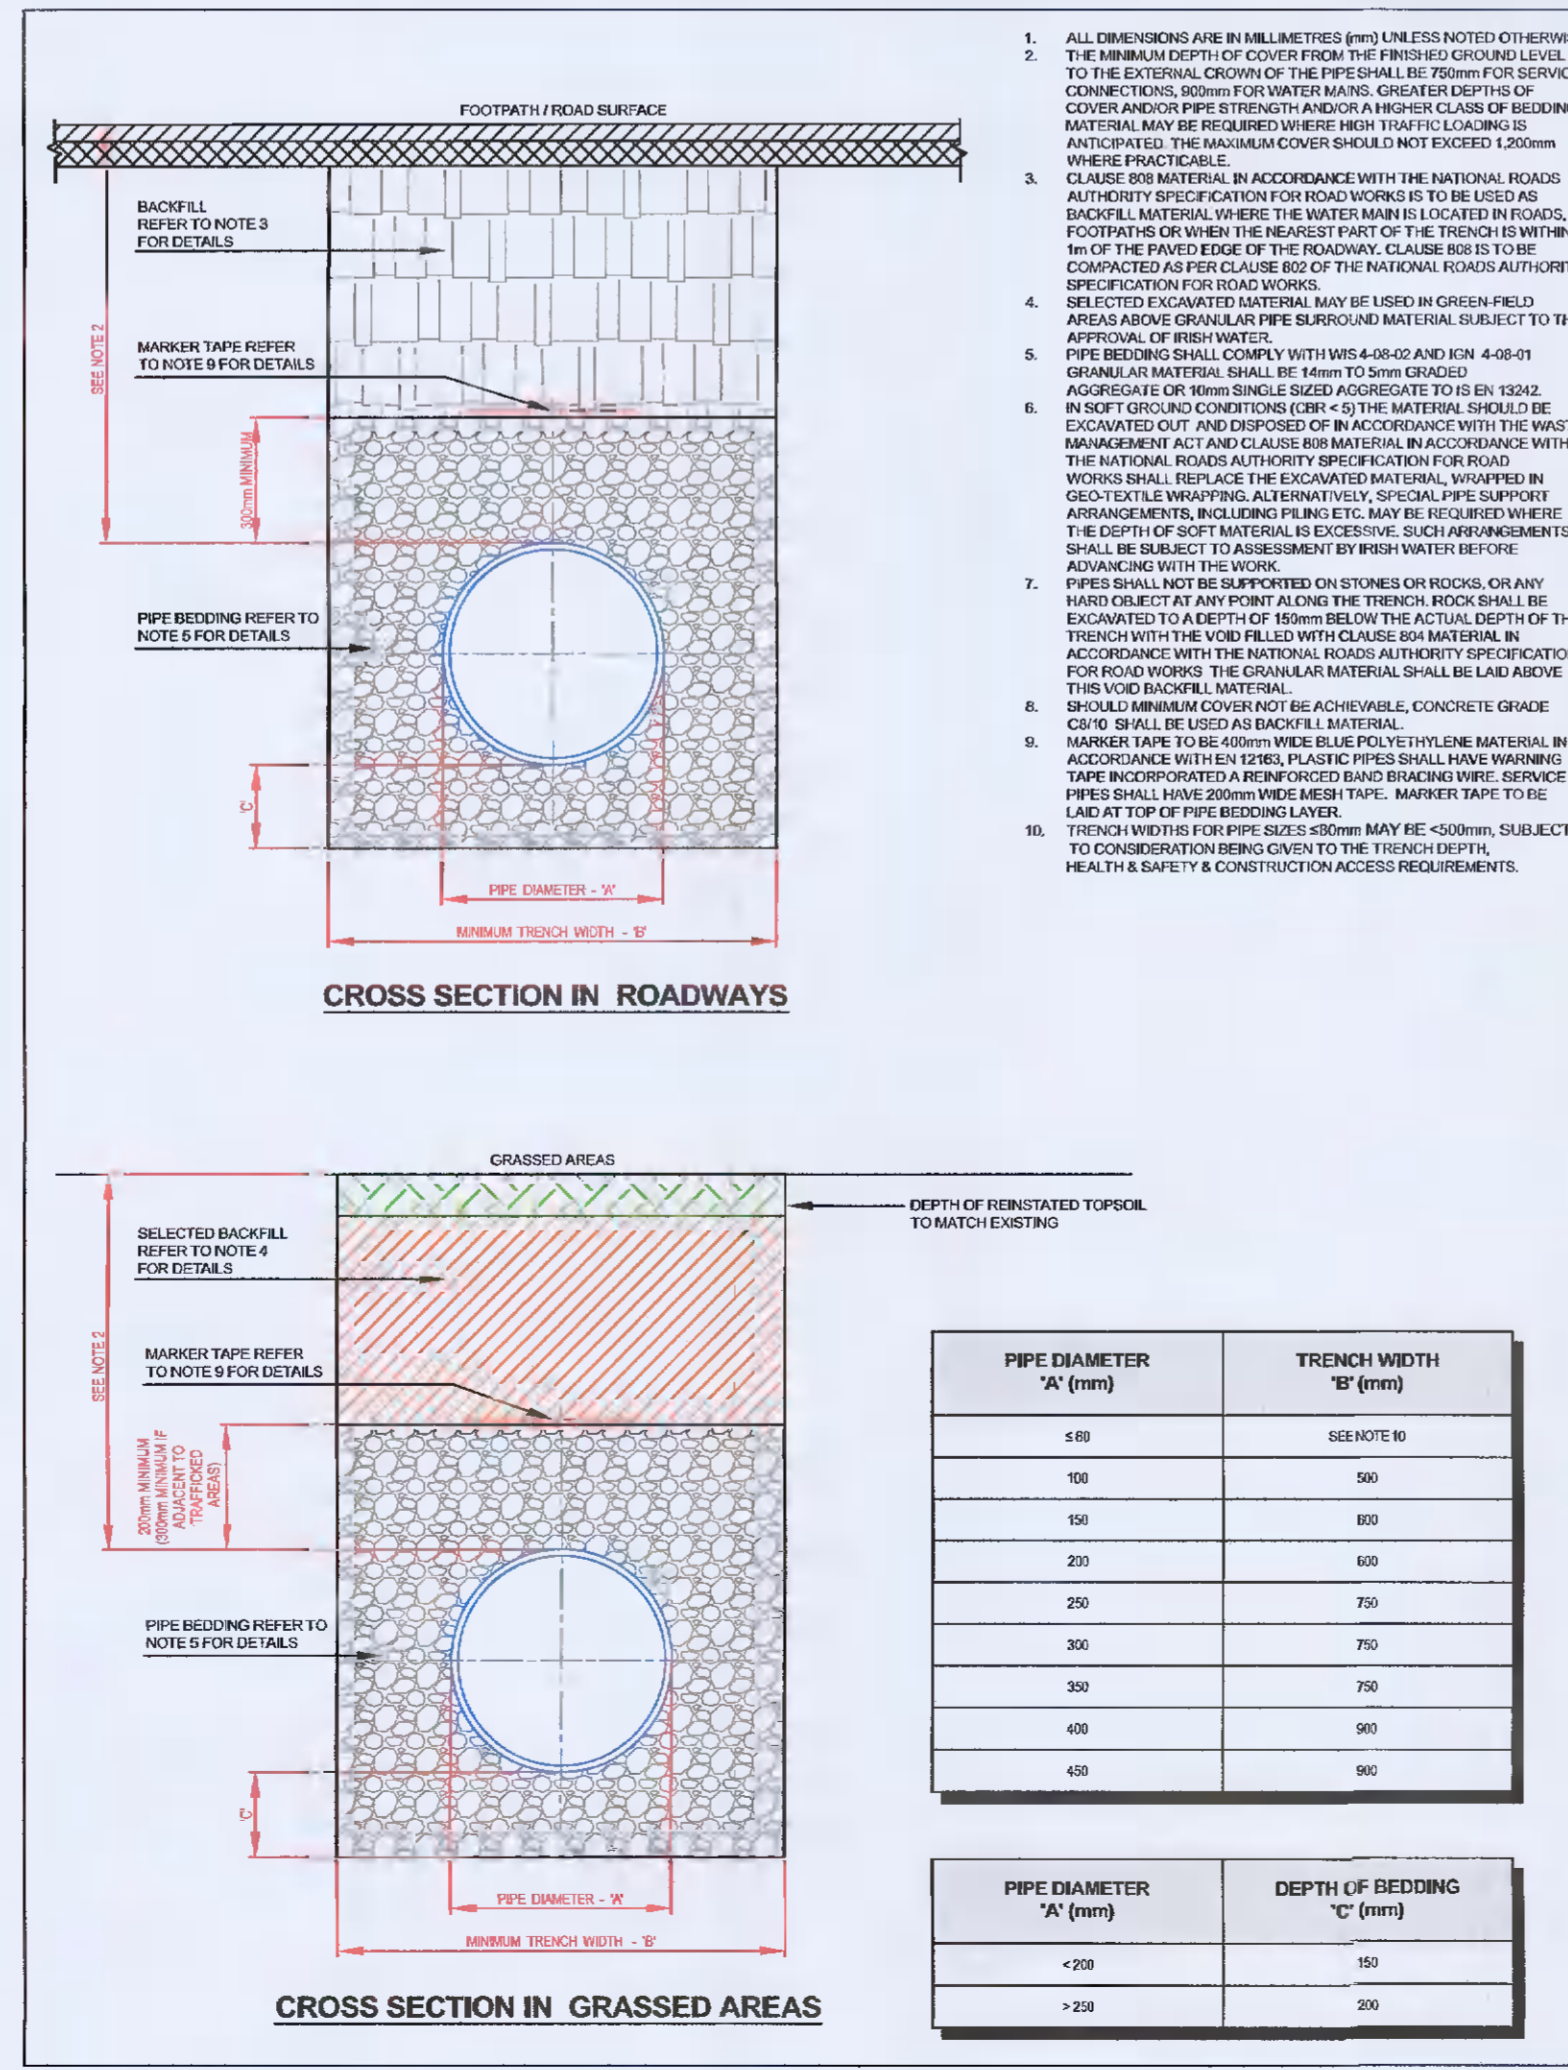 1. ALL DIMENSIONS ARE IN MILLIMETRES (mm) UNLESS NOTED
2. THE MINIMUM DEPTH OF COVER FROM THE FINISHED GROUND LEVEL
TO THE EXTERNAL CROWN OF THE PIPE SHALL BE 750mm FOR
CONNECTIONS, 900mm FOR WATER MAINS. GREATER DEPTHS OF
COVER AND/OR PIPE STRENGTH AND/OR A HIGHER CLASS OF
MATERIAL MAY BE REQUIRED WHERE HIGH TRAFFIC LOADING IS
ANTICIPATED. THE MAXIMUM COVER SHOULD NOT EXCEED 1,200mm
WHERE PRACTICABLE.
3. CLAUSE 808 MATERIAL IN ACCORDANCE WITH THE NATIONAL ROADS
AUTHORITY SPECIFICATION FOR ROAD WORKS IS TO BE USED AS
BACKFILL MATERIAL WHERE THE WATER MAIN IS LOCATED IN ROADS,
FOOTPATHS OR WHEN THE NEAREST PART OF THE TRENCH IS WITHIN
1m OF THE PAVED EDGE OF THE ROADWAY. CLAUSE 808 IS TO BE
COMPACTED AS PER CLAUSE 802 OF THE NATIONAL ROADS
SPECIFICATION FOR ROAD WORKS.
4. SELECTED EXCAVATED MATERIAL MAY BE USED IN GREEN-FIELD
AREAS ABOVE GRANULAR PIPE SURROUND MATERIAL SUBJECT TO
APPROVAL OF IRISH WATER.
5. PIPE BEDDING SHALL COMPLY WITH WIS 4-08-02 AND IGN 4-08-01
GRANULAR MATERIAL SHALL BE 14mm TO 5mm GRADED
AGGREGATE OR 10mm SINGLE SIZED AGGREGATE TO IS EN 13242.
6. IN SOFT GROUND CONDITIONS (CBR < 5) THE MATERIAL SHOULD BE
EXCAVATED OUT AND DISPOSED OF IN ACCORDANCE WITH THE
MANAGEMENT ACT AND CLAUSE 808 MATERIAL IN ACCORDANCE WITH
THE NATIONAL ROADS AUTHORITY SPECIFICATION FOR ROAD
WORKS SHALL REPLACE THE EXCAVATED MATERIAL, WRAPPED IN
GEO-TEXTILE WRAPPING. ALTERNATIVELY, SPECIAL PIPE SUPPORT
ARRANGEMENTS, INCLUDING PILING ETC. MAY BE REQUIRED WHERE
THE DEPTH OF SOFT MATERIAL IS EXCESSIVE. SUCH ARRANGEMENTS
SHALL BE SUBJECT TO ASSESSMENT BY IRISH WATER BEFORE
ADVANCING WITH THE WORK.
7. PIPES SHALL NOT BE SUPPORTED ON STONES OR ROCKS, OR ANY
HARD OBJECT AT ANY POINT ALONG THE TRENCH. ROCK SHALL BE
EXCAVATED TO A DEPTH OF 150mm BELOW THE ACTUAL DEPTH OF
TRENCH WITH THE VOID FILLED WITH CLAUSE 804 MATERIAL IN
ACCORDANCE WITH THE NATIONAL ROADS AUTHORITY
FOR ROAD WORKS THE GRANULAR MATERIAL SHALL BE LAID ABOVE
THIS VOID BACKFILL MATERIAL.
8. SHOULD MINIMUM COVER NOT BE ACHIEVABLE, CONCRETE GRADE
C8/10 SHALL BE USED AS BACKFILL MATERIAL.
9. MARKER TAPE TO BE 400mm WIDE BLUE POLYETHYLENE MATERIAL IN
ACCORDANCE WITH EN 12163, PLASTIC PIPES SHALL HAVE WARNING
TAPE INCORPORATED A REINFORCED BAND BRACING WIRE. SERVICE
PIPES SHALL HAVE 200mm WIDE MESH TAPE. MARKER TAPE TO BE
LAID AT TOP OF PIPE BEDDING LAYER.
10, TRENCH WIDTHS FOR PIPE SIZES ≤80mm MAY BE <500mm, SUBJECT
TO CONSIDERATION BEING GIVEN TO THE TRENCH DEPTH,
HEALTH & SAFETY & CONSTRUCTION ACCESS REQUIREMENTS.
FOOTPATH / ROAD SURFACE
BACKFILL
REFER TO NOTE 3
FOR DETAILS
SEE NOTE 2
MARKER TAPE REFER
TO NOTE 9 FOR DETAILS
300mm MINIMUM
PIPE BEDDING REFER TO
NOTE 5 FOR DETAILS
'C'
PIPE DIAMETER - 'A'
MINIMUM TRENCH WIDTH - 'B'
CROSS SECTION IN ROADWAYS
GRASSED AREAS
DEPTH OF REINSTATED TOPSOIL
TO MATCH EXISTING
SELECTED BACKFILL
REFER TO NOTE 4
FOR DETAILS
SEE NOTE 2
MARKER TAPE REFER
TO NOTE 9 FOR DETAILS
200mm MINIMUM
(300mm MINIMUM IF
ADJACENT TO
TRAFFICKED
AREAS)
PIPE BEDDING REFER TO
NOTE 5 FOR DETAILS
'C'
PIPE DIAMETER - 'A'
MINIMUM TRENCH WIDTH - 'B'
CROSS SECTION IN GRASSED AREAS
PIPE DIAMETER 'A' (mm) TRENCH WIDTH 'B' (mm)
≤ 80 SEE NOTE 10
100 500
150 600
200 600
250 750
300 750
350 750
400 900
450 900
PIPE DIAMETER 'A' (mm) DEPTH OF BEDDING 'C' (mm)
< 200 150
> 250 200